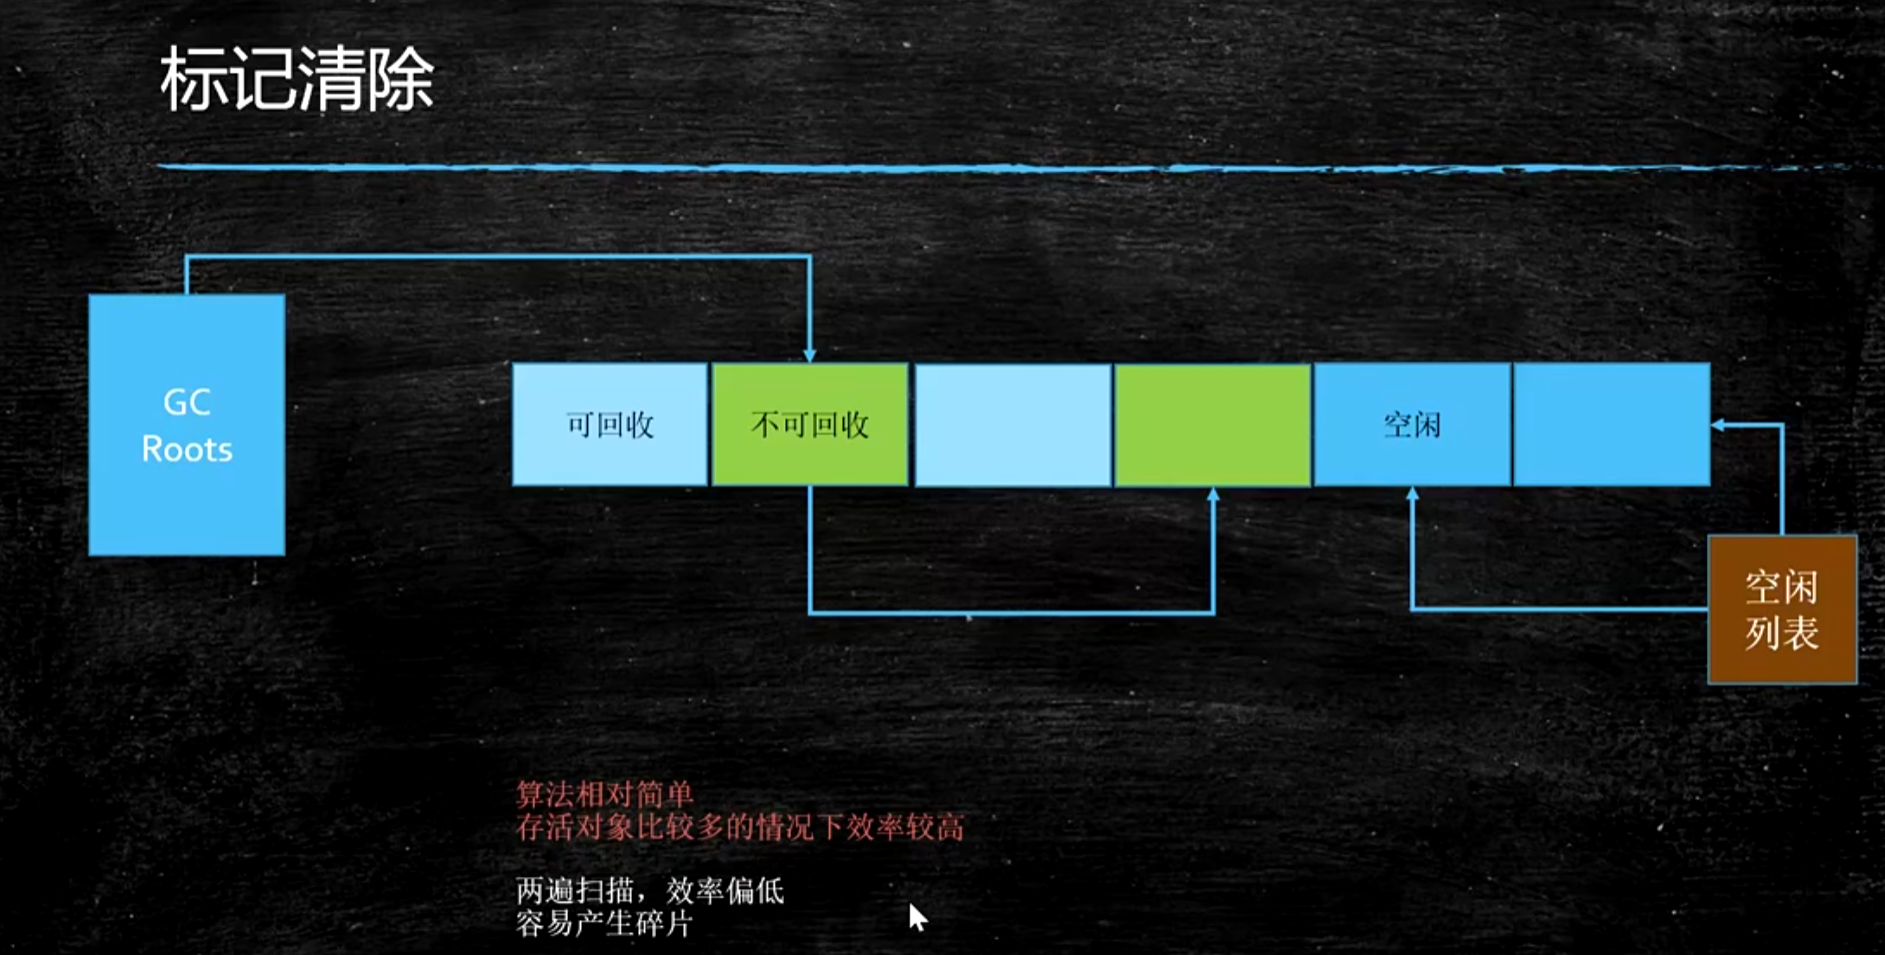 标记清除
GC
Roots
可回收
不可回收
空闲
空闲
列表
算法相对简单
存活对象比较多的情况下效率较高
两遍扫描，效率偏低
容易产生碎片